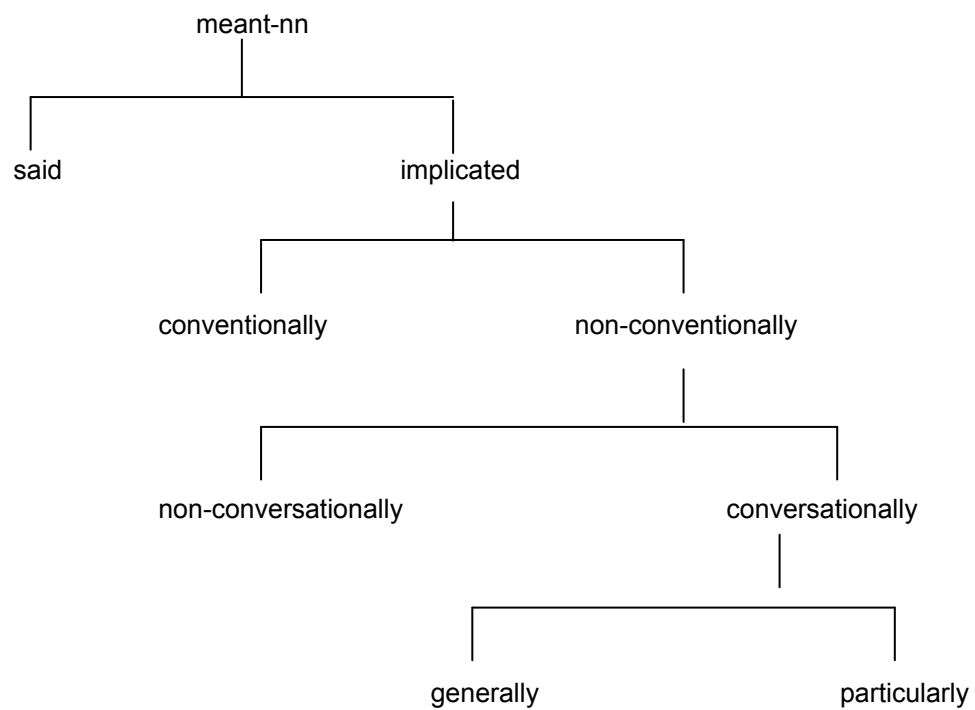 meant-nn
said implicated
conventionally non-conventionally
non-conversationally conversationally
generally particularly